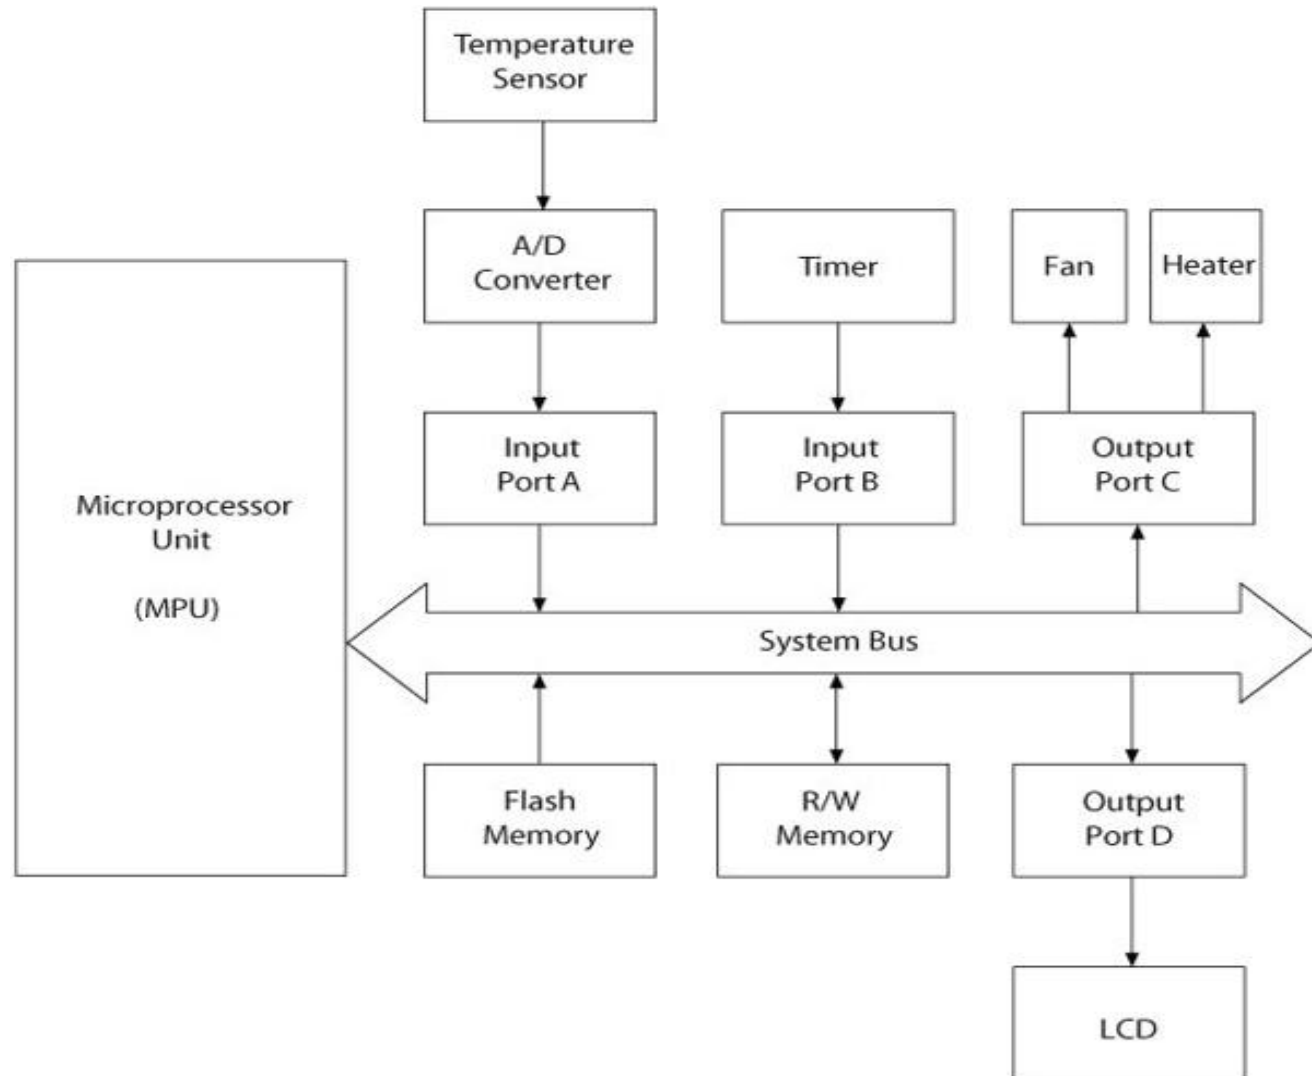 Temperature
Sensor
A/D
Converter
Timer
Fan
Heater
Input
Port A
Input
Port B
Output
Port C
Microprocessor
Unit
(MPU)
System Bus
Flash
Memory
R/W
Memory
Output
Port D
LCD